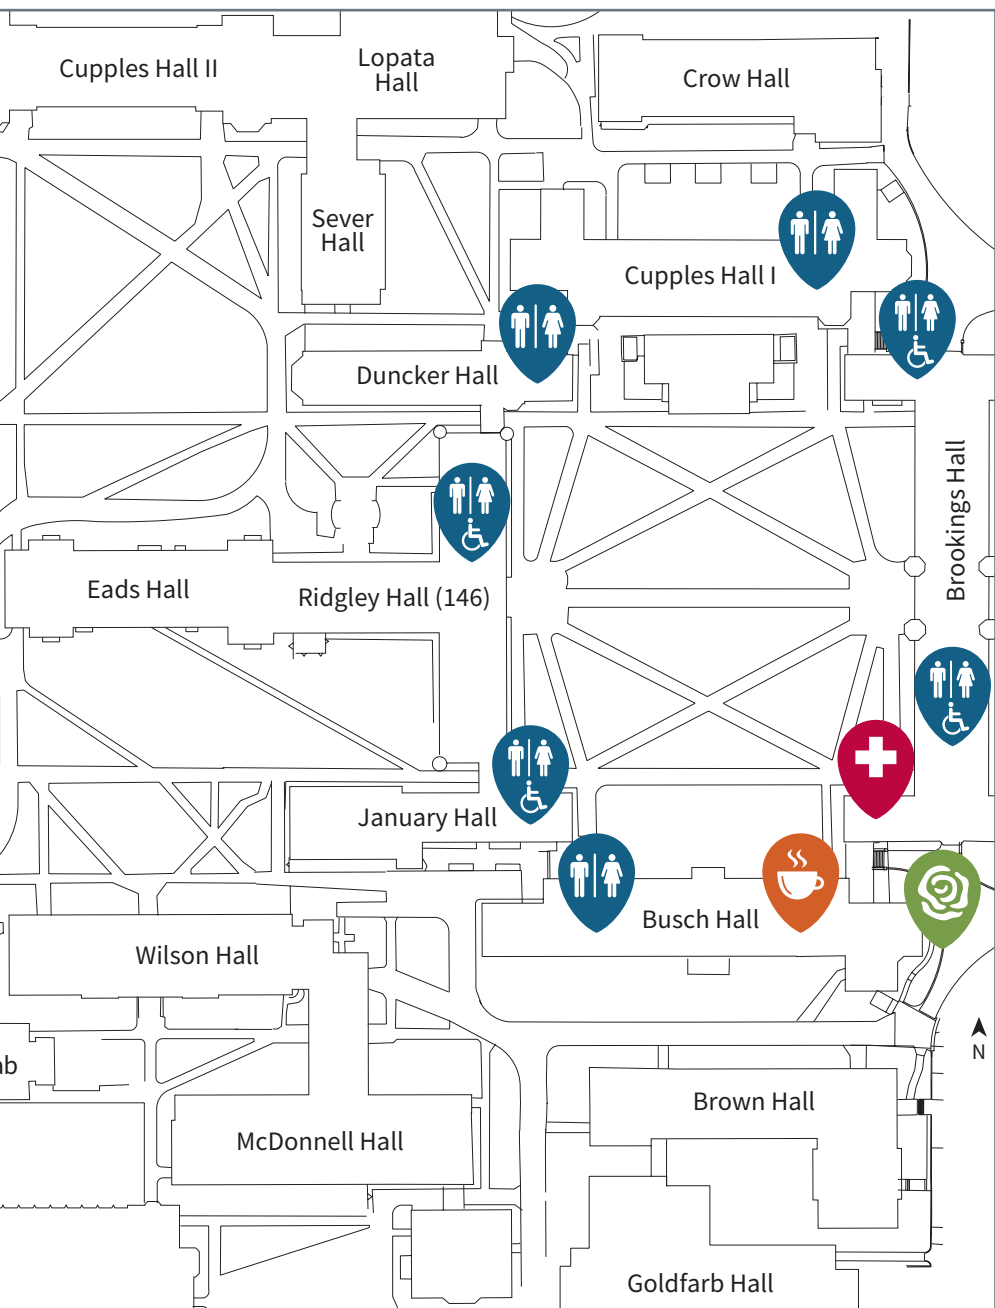 Cupples Hall II
Lopata
Hall
Crow Hall
Sever
Hall
Cupples Hall I
Duncker Hall
Brookings Hall
Eads Hall
Ridgley Hall (146)
January Hall
Busch Hall
Wilson Hall
N
ab
Brown Hall
McDonnell Hall
Goldfarb Hall